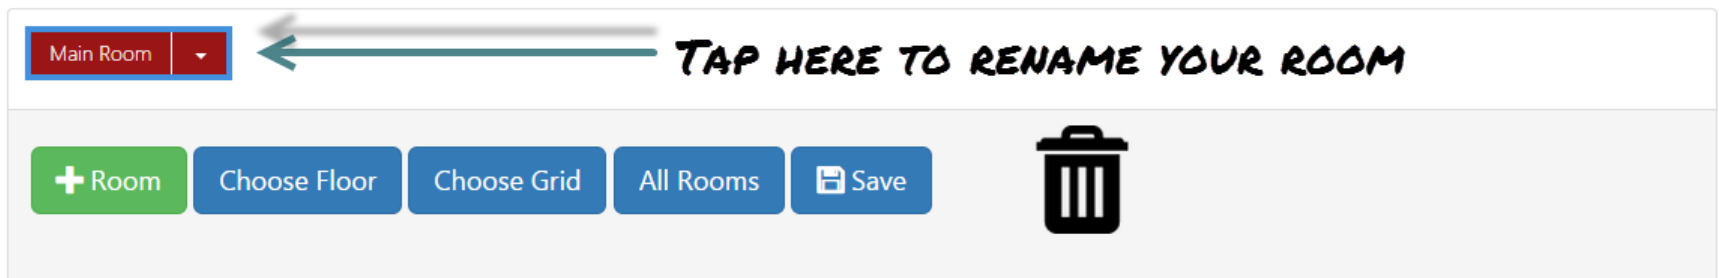 Main Room
TAP HERE TO RENAME YOUR ROOM
Room
Choose Floor
Choose Grid
All Rooms
Save